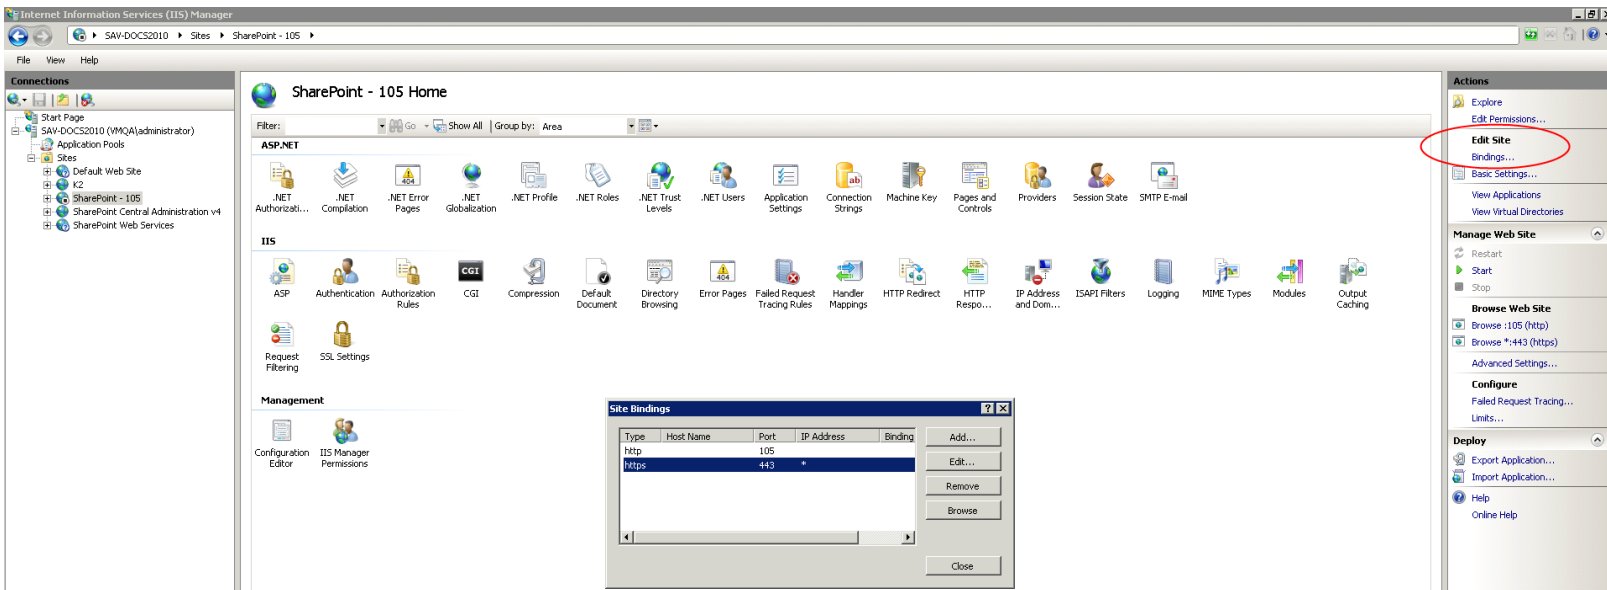 Internet Information Services (IIS) Manager
SAV-DOCS2010 Sites SharePoint - 105
File View Help
Connections
Start Page
SAV-DOCS2010 (VMQA\administrator)
Application Pools
Sites
Default Web Site
K2
SharePoint - 105
SharePoint Central Administration v4
SharePoint Web Services
SharePoint - 105 Home
Filter: Go Show All Group by: Area
ASP.NET
.NET Authorizati...
.NET Compilation
.NET Error Pages
.NET Globalization
.NET Profile
.NET Roles
.NET Trust Levels
.NET Users
Application Settings
Connection Strings
Machine Key
Pages and Controls
Providers
Session State
SMTP E-mail
IIS
ASP
Authentication
Authorization Rules
CGI
CGI
Compression
Default Document
Directory Browsing
Error Pages
Failed Request Tracing Rules
Handler Mappings
HTTP Redirect
HTTP Respo...
IP Address and Dom...
ISAPI Filters
Logging
MIME Types
Modules
Output Caching
Request Filtering
SSL Settings
Management
Configuration Editor
IIS Manager Permissions
Site Bindings
Type Host Name Port IP Address Binding
http 105
https 443 *
Add...
Edit...
Remove
Browse
Close
Actions
Explore
Edit Permissions...
Edit Site
Bindings...
Basic Settings...
View Applications
View Virtual Directories
Manage Web Site
Restart
Start
Stop
Browse Web Site
Browse :105 (http)
Browse *:443 (https)
Advanced Settings...
Configure
Failed Request Tracing...
Limits...
Deploy
Export Application...
Import Application...
Help
Online Help